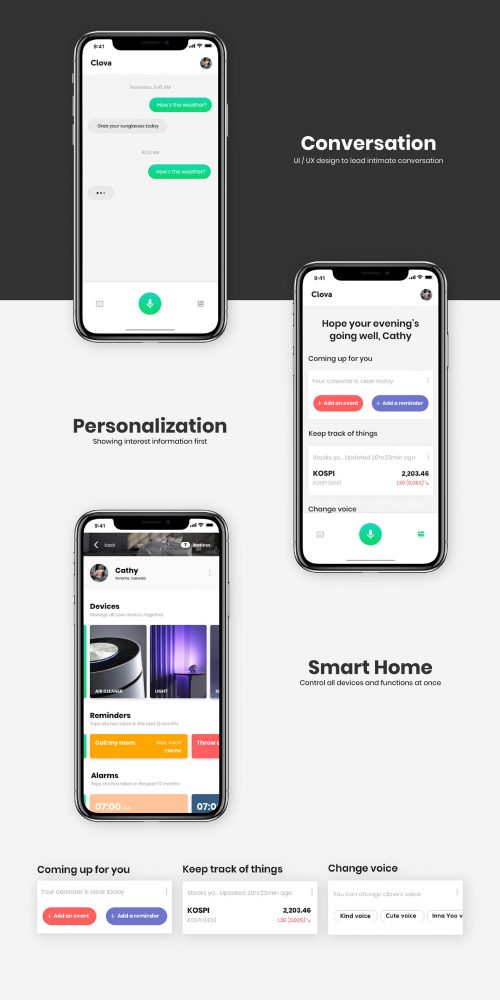 9:41
Clova
Yesterday 9:45 AM
How's the weather?
Grab your sunglasses today
10:24 AM
How's the weather?
Conversation
UI / UX design to lead intimate conversation
9:41
Clova
Hope your evening's
going well, Cathy
Coming up for you
Your calendar is clear today
+ Add an event
+ Add a reminder
Keep track of things
Stocks yo.. Updated 20hr23min ago
KOSPI
2,203.46
KOSPI (KRX)
1.39 (0.06%)
Change voice
Personalization
Showing interest information first
9:41
back
Notices
Cathy
Toronto, Canada
Devices
Manage all your devices together
AIR CLEANER
LIGHT
Reminders
Trips she has taken in the past 12 months
Call my mom
Wed, 4 NOV
7:00 PM
Throw
Alarms
Trips she has taken in the past 12 months
07:00
07:0
Smart Home
Control all devices and functions at once
Coming up for you
Your calendar is clear today
+ Add an event
+ Add a reminder
Keep track of things
Stocks yo.. Updated 20hr23min ago
KOSPI
2,203.46
KOSPI (KRX)
1.39 (0.06%)
Change voice
You can change clova's voice
Kind voice
Cute voice
Inna Yoo v